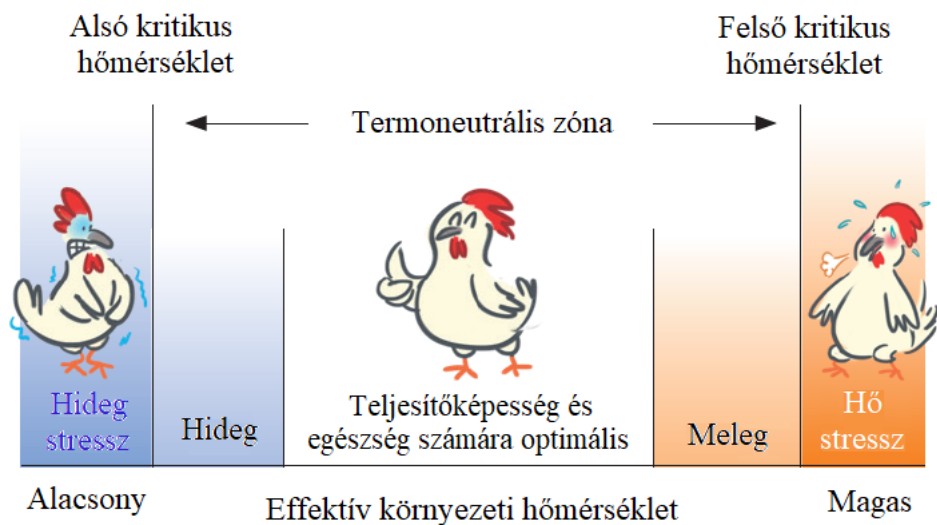 Alsó kritikus
hőmérséklet
Felső kritikus
hőmérséklet
Termoneutrális zóna
Hideg
stressz
Hideg
Teljesítőképesség és
egészség számára optimális
Meleg
Hő
stressz
Alacsony
Effektív környezeti hőmérséklet
Magas